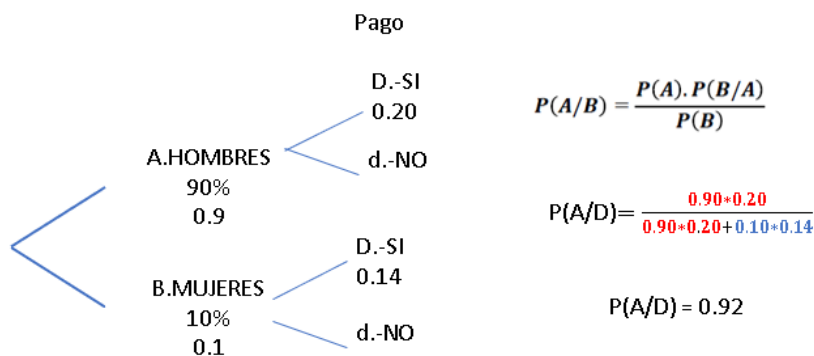 Pago
D.-SI
0.20
A.HOMBRES
90%
0.9
d.-NO
D.-SI
0.14
B.MUJERES
10%
0.1
d.-NO
P(A/B) = P(A). P(B/A) / P(B)
P(A/D)= 0.90*0.20 / 0.90*0.20+0.10*0.14
P(A/D) = 0.92